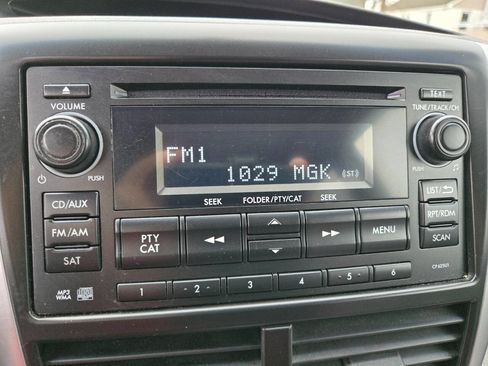 TEXT
VOLUME
TUNE/TRACK/CH
FM1
1029 MGK (ST)
PUSH
PUSH
SEEK FOLDER/PTY/CAT SEEK
CD/AUX
LIST/
FM/AM
PTY CAT
MENU
RPT/RDM
SAT
SCAN
MP3 WMA
1 -2- 3 4 -5- 6